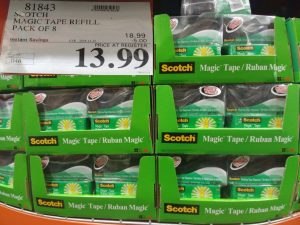 81843
SCOTCH
MAGIC TAPE REFILL
PACK OF 8
Instant Savings
18.99
-5.00
PRICE AT REGISTER
13.99
Scotch Magic Tape / Ruban Magic
Scotch Magic Tape / Ruban Magic
Scotch Magic Tape / Ruban Magic
Scotch Magic Tape / Ruban Magic